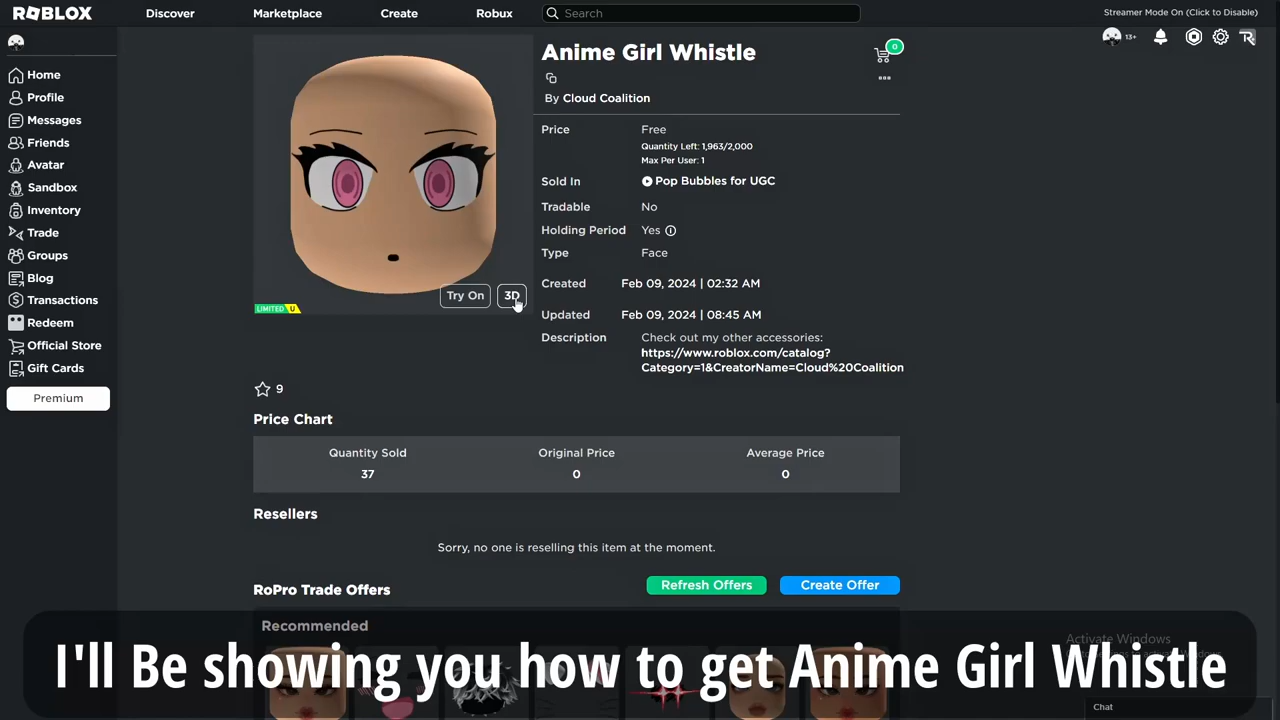 ROBLOX
Discover
Marketplace
Create
Robux
Search
Streamer Mode On (Click to Disable)
13+
Home
Profile
Messages
Friends
Avatar
Sandbox
Inventory
Trade
Groups
Blog
Transactions
Redeem
Official Store
Gift Cards
Premium
Try On
3D
LIMITED U
Anime Girl Whistle
0
By Cloud Coalition
Price Free
Quantity Left: 1,963/2,000
Max Per User: 1
Sold In Pop Bubbles for UGC
Tradable No
Holding Period Yes
Type Face
Created Feb 09, 2024 | 02:32 AM
Updated Feb 09, 2024 | 08:45 AM
Description Check out my other accessories:
https://www.roblox.com/catalog?
Category=1&CreatorName=Cloud%20Coalition
9
Price Chart
Quantity Sold Original Price Average Price
37 0 0
Resellers
Sorry, no one is reselling this item at the moment.
RoPro Trade Offers
Refresh Offers
Create Offer
Recommended
Activate Windows
I'll Be showing you how to get Anime Girl Whistle
Chat